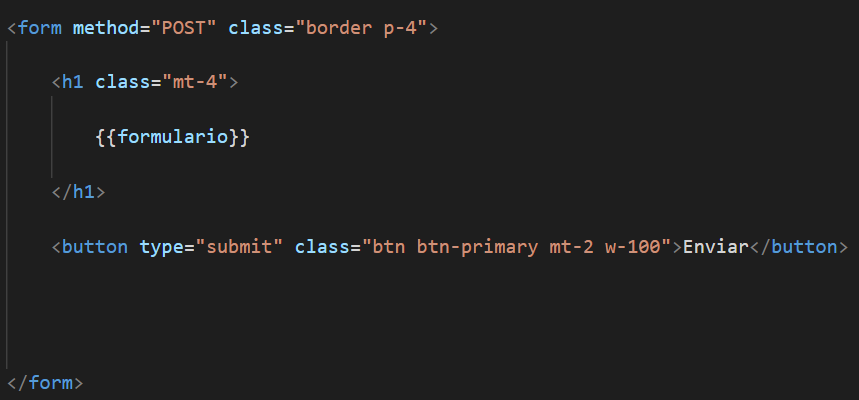 <form method="POST" class="border p-4">
<h1 class="mt-4">
{{formulario}}
</h1>
<button type="submit" class="btn btn-primary mt-2 w-100">Enviar</button>
</form>